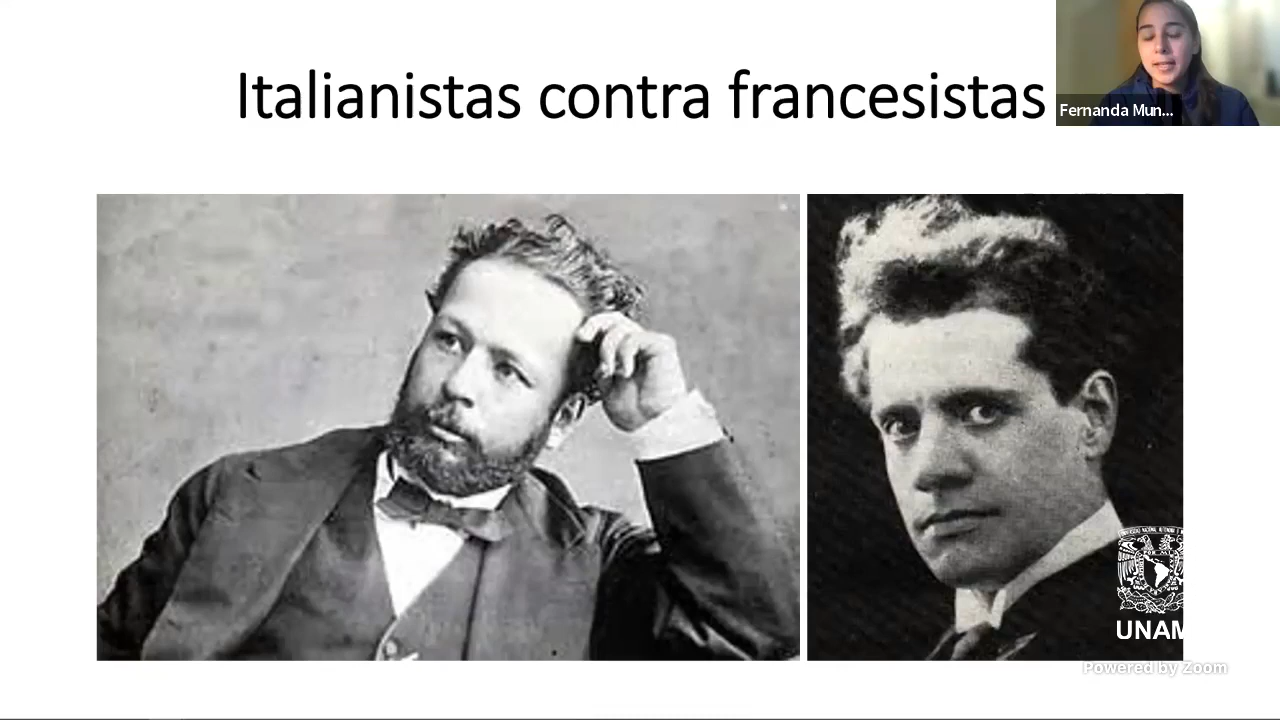 Italianistas contra francesistas
Fernanda Mun...
UNAM
Powered by Zoom